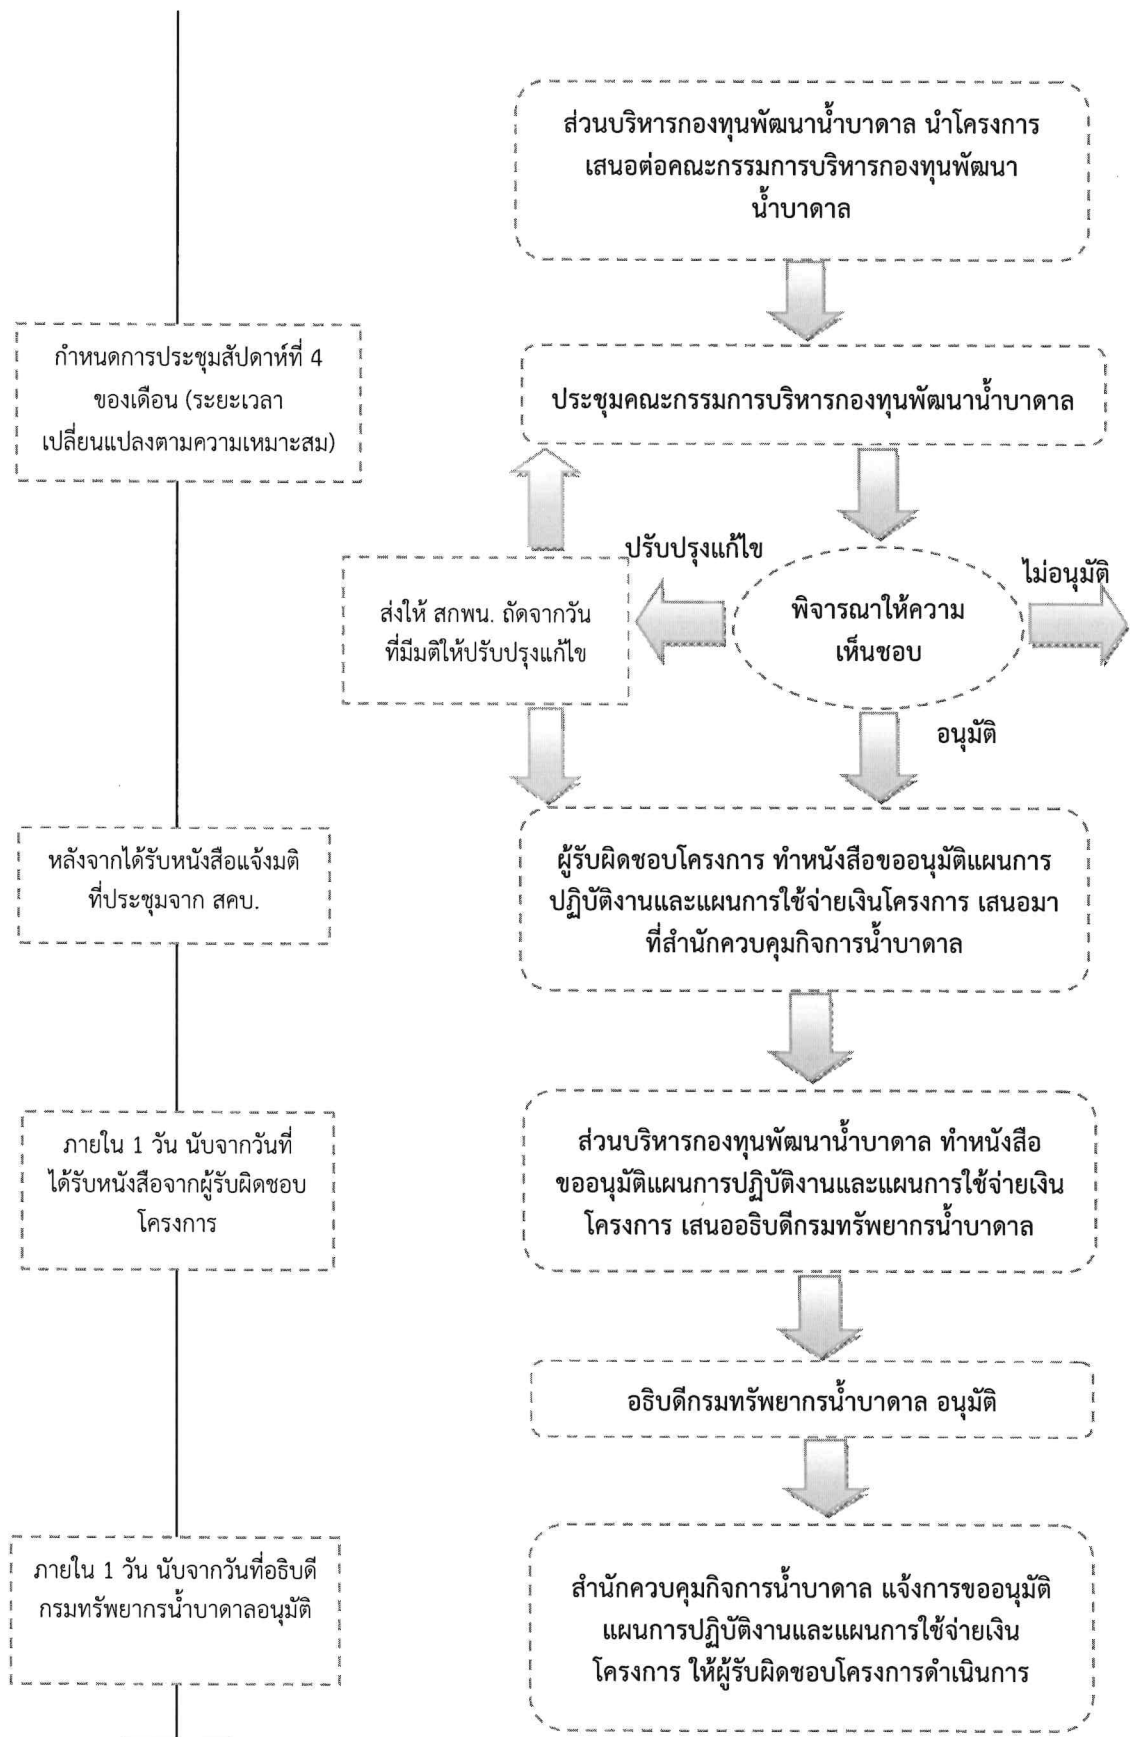 ส่วนบริหารกองทุนพัฒนาน้ำบาดาล นำโครงการ
เสนอต่อคณะกรรมการบริหารกองทุนพัฒนา
น้ำบาดาล
กำหนดการประชุมสัปดาห์ที่ 4
ของเดือน (ระยะเวลา
เปลี่ยนแปลงตามความเหมาะสม)
ประชุมคณะกรรมการบริหารกองทุนพัฒนาน้ำบาดาล
ปรับปรุงแก้ไข
ไม่อนุมัติ
ส่งให้ สกพน. ถัดจากวัน
ที่มีมติให้ปรับปรุงแก้ไข
พิจารณาให้ความ
เห็นชอบ
อนุมัติ
หลังจากได้รับหนังสือแจ้งมติ
ที่ประชุมจาก สคบ.
ผู้รับผิดชอบโครงการ ทำหนังสือขออนุมัติแผนการ
ปฏิบัติงานและแผนการใช้จ่ายเงินโครงการ เสนอมา
ที่สำนักควบคุมกิจการน้ำบาดาล
ภายใน 1 วัน นับจากวันที่
ได้รับหนังสือจากผู้รับผิดชอบ
โครงการ
ส่วนบริหารกองทุนพัฒนาน้ำบาดาล ทำหนังสือ
ขออนุมัติแผนการปฏิบัติงานและแผนการใช้จ่ายเงิน
โครงการ เสนออธิบดีกรมทรัพยากรน้ำบาดาล
อธิบดีกรมทรัพยากรน้ำบาดาล อนุมัติ
ภายใน 1 วัน นับจากวันที่อธิบดี
กรมทรัพยากรน้ำบาดาลอนุมัติ
สำนักควบคุมกิจการน้ำบาดาล แจ้งการขออนุมัติ
แผนการปฏิบัติงานและแผนการใช้จ่ายเงิน
โครงการ ให้ผู้รับผิดชอบโครงการดำเนินการ